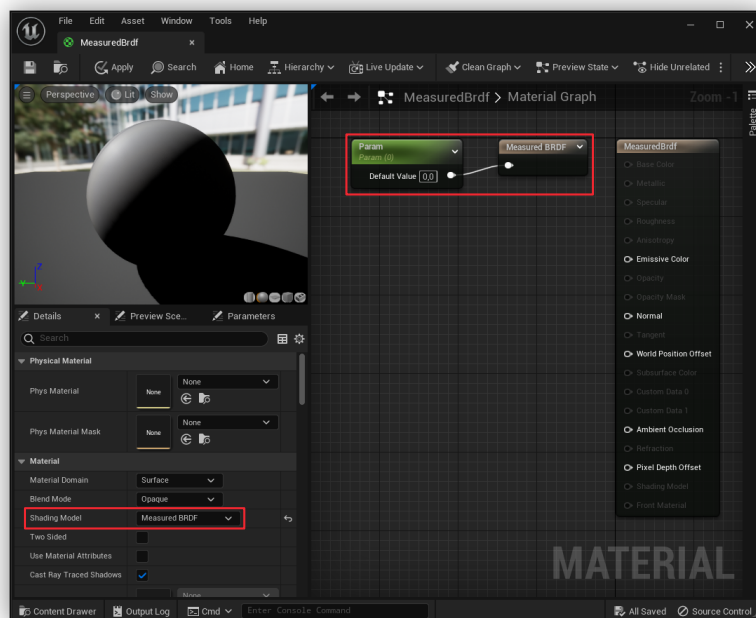 File Edit Asset Window Tools Help
MeasuredBrdf
Apply Search Home Hierarchy Live Update Clean Graph Preview State Hide Unrelated
Perspective Lit Show
MeasuredBrdf Material Graph Zoom -1
Palette
Param
Param (0)
Default Value 0,0
Measured BRDF
MeasuredBrdf
Base Color
Metallic
Specular
Roughness
Anisotropy
Emissive Color
Opacity
Opacity Mask
Normal
Tangent
World Position Offset
Subsurface Color
Custom Data 0
Custom Data 1
Ambient Occlusion
Refraction
Pixel Depth Offset
Shading Model
Front Material
MATERIAL
Z
Y
Details Preview Sce... Parameters
Search
Physical Material
Phys Material None None
Phys Material Mask None None
Material
Material Domain Surface
Blend Mode Opaque
Shading Model Measured BRDF
Two Sided
Use Material Attributes
Cast Ray Traced Shadows
None
Content Drawer Output Log Cmd Enter Console Command All Saved Source Control